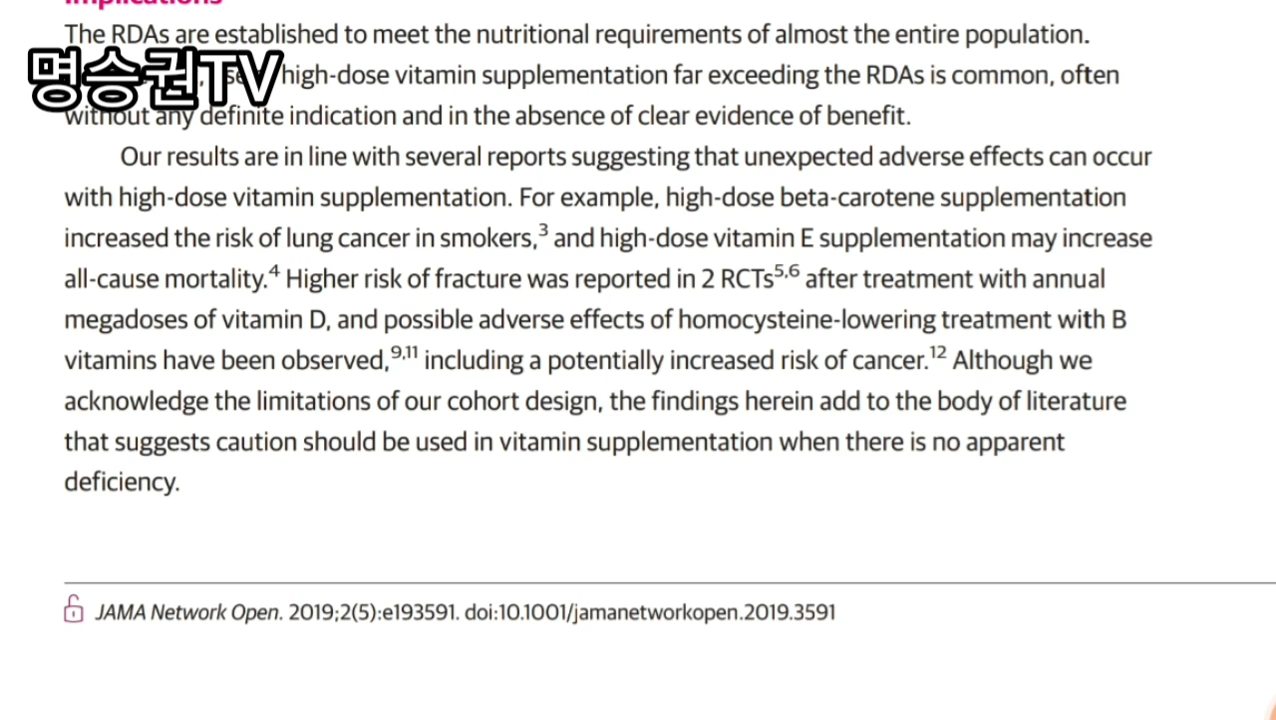 Implications
The RDAs are established to meet the nutritional requirements of almost the entire population.
명승권TV
high-dose vitamin supplementation far exceeding the RDAs is common, often
without any definite indication and in the absence of clear evidence of benefit.
Our results are in line with several reports suggesting that unexpected adverse effects can occur
with high-dose vitamin supplementation. For example, high-dose beta-carotene supplementation
increased the risk of lung cancer in smokers,³ and high-dose vitamin E supplementation may increase
all-cause mortality.⁴ Higher risk of fracture was reported in 2 RCTs⁵,⁶ after treatment with annual
megadoses of vitamin D, and possible adverse effects of homocysteine-lowering treatment with B
vitamins have been observed,⁹,¹¹ including a potentially increased risk of cancer.¹² Although we
acknowledge the limitations of our cohort design, the findings herein add to the body of literature
that suggests caution should be used in vitamin supplementation when there is no apparent
deficiency.
JAMA Network Open. 2019;2(5):e193591. doi:10.1001/jamanetworkopen.2019.3591